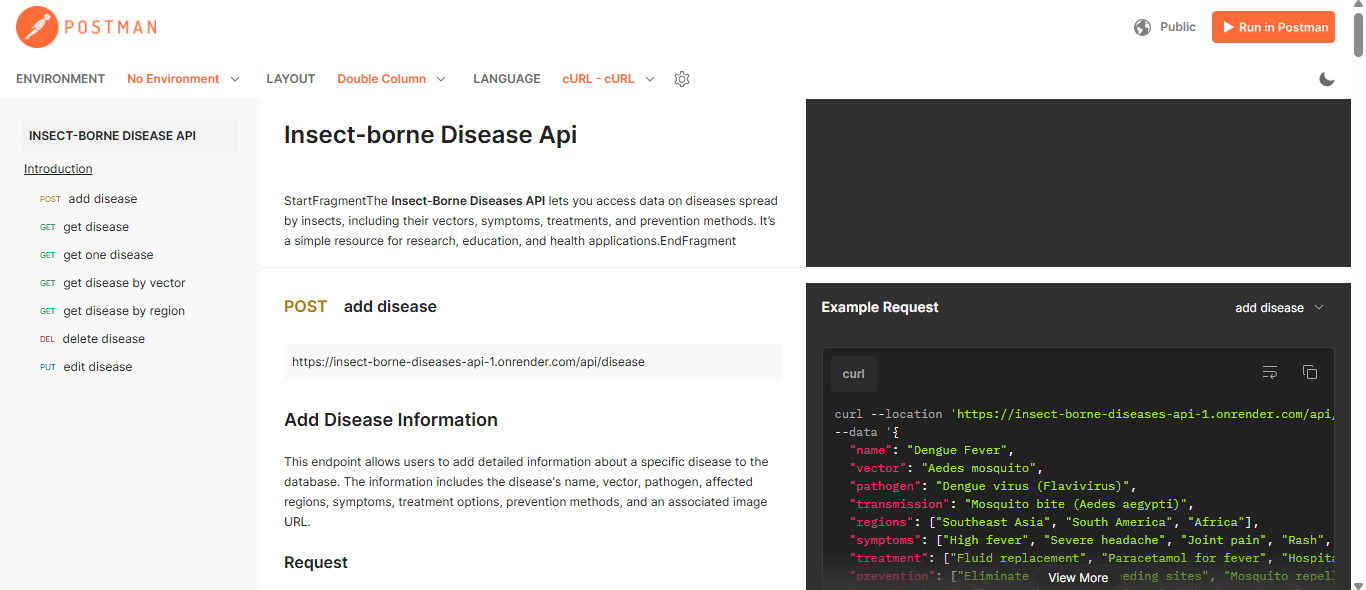 POSTMAN
Public
Run in Postman
ENVIRONMENT No Environment LAYOUT Double Column LANGUAGE cURL - cURL
INSECT-BORNE DISEASE API
Introduction
POST add disease
GET get disease
GET get one disease
GET get disease by vector
GET get disease by region
DEL delete disease
PUT edit disease
Insect-borne Disease Api
StartFragmentThe Insect-Borne Diseases API lets you access data on diseases spread
by insects, including their vectors, symptoms, treatments, and prevention methods. It's
a simple resource for research, education, and health applications.EndFragment
POST add disease
https://insect-borne-diseases-api-1.onrender.com/api/disease
Add Disease Information
This endpoint allows users to add detailed information about a specific disease to the
database. The information includes the disease's name, vector, pathogen, affected
regions, symptoms, treatment options, prevention methods, and an associated image
URL.
Request
Example Request
add disease
curl
curl --location 'https://insect-borne-diseases-api-1.onrender.com/api/
--data '{
"name": "Dengue Fever",
"vector": "Aedes mosquito",
"pathogen": "Dengue virus (Flavivirus)",
"transmission": "Mosquito bite (Aedes aegypti)",
"regions": ["Southeast Asia", "South America", "Africa"],
"symptoms": ["High fever", "Severe headache", "Joint pain", "Rash",
"treatment": ["Fluid replacement", "Paracetamol for fever", "Hospita
"prevention": ["Eliminate eding sites", "Mosquito repell
View More